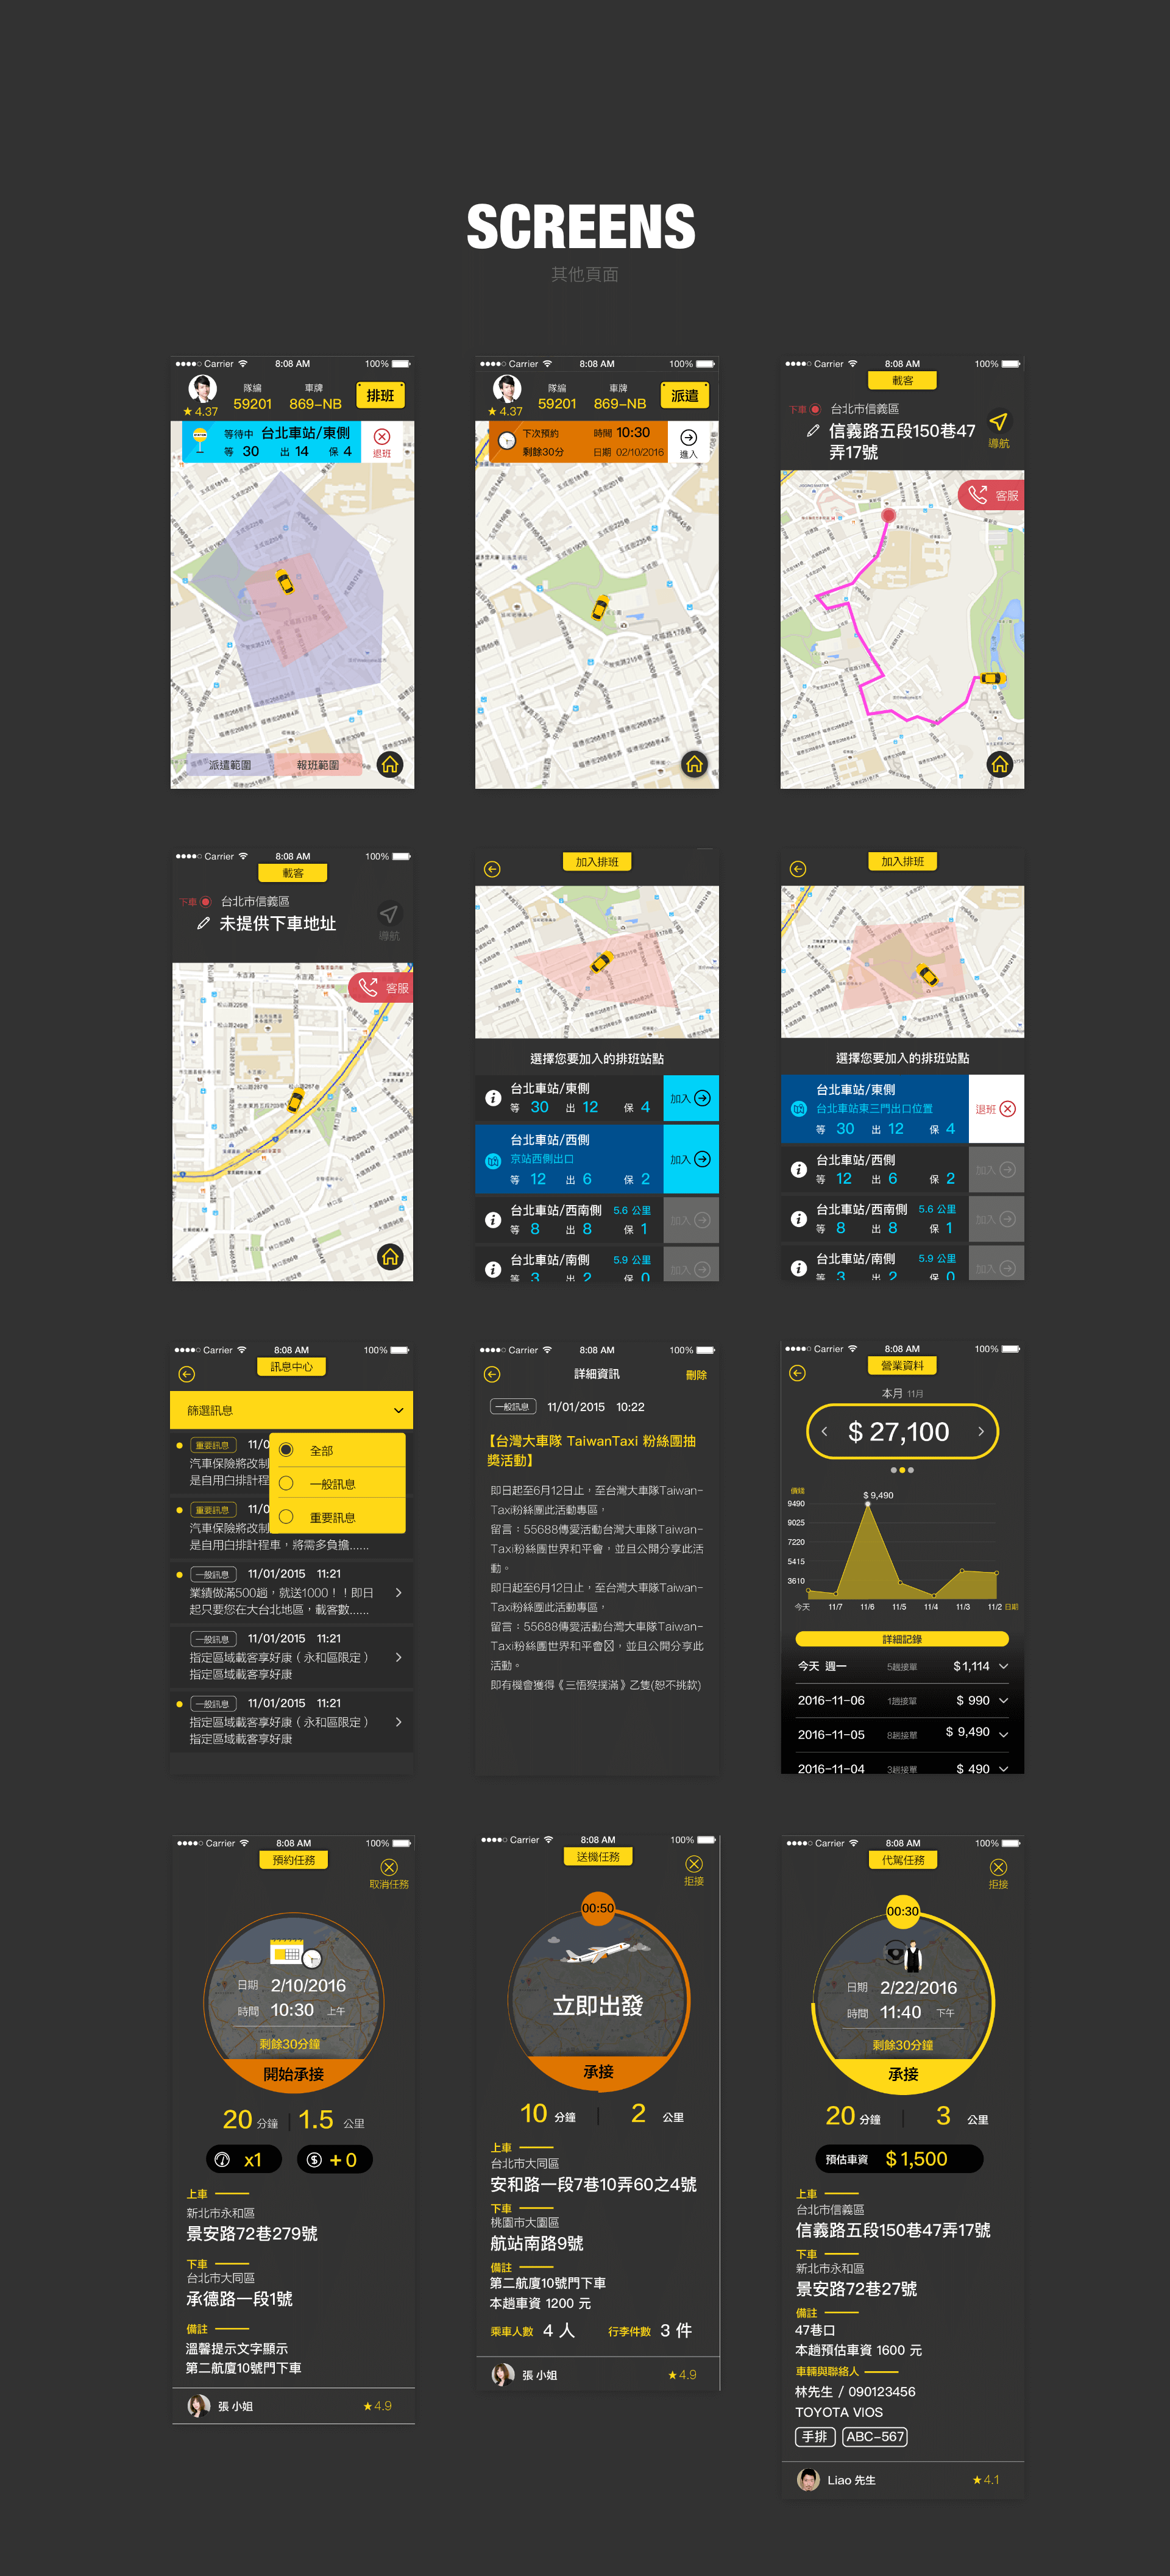 SCREENS
其他頁面
Carrier 8:08 AM 100%
隊編 車牌
59201 869-NB 排班
★4.37
等待中 台北車站/東側
等 30 出 14 保 4 退班
派遣範圍 報班範圍
Carrier 8:08 AM 100%
隊編 車牌
59201 869-NB 派遣
★4.37
下次預約 時間 10:30
剩餘30分 日期 02/10/2016 進入
Carrier 8:08 AM 100%
載客
下車 台北市信義區
信義路五段150巷47
弄17號
導航
客服
Carrier 8:08 AM 100%
載客
下車 台北市信義區
未提供下車地址
導航
客服
加入排班
選擇您要加入的排班站點
台北車站/東側
等 30 出 12 保 4 加入
台北車站/西側
京站西側出口
等 12 出 6 保 2 加入
台北車站/西南側 5.6 公里
等 8 出 8 保 1 加入
台北車站/南側 5.9 公里
等 3 出 2 保 0 加入
加入排班
選擇您要加入的排班站點
台北車站/東側
台北車站東三門出口位置
等 30 出 12 保 4 退班
台北車站/西側
等 12 出 6 保 2 加入
台北車站/西南側 5.6 公里
等 8 出 8 保 1 加入
台北車站/南側 5.9 公里
等 3 出 2 保 0 加入
Carrier 8:08 AM 100%
訊息中心
篩選訊息
全部
一般訊息
重要訊息
重要訊息 11/0
汽車保險將改制
是自用白排計程
重要訊息 11/0
汽車保險將改制
是自用白排計程車，將需多負擔......
一般訊息 11/01/2015 11:21
業績做滿500趟，就送1000！！即日
起只要您在大台北地區，載客數......
一般訊息 11/01/2015 11:21
指定區域載客享好康（永和區限定）
指定區域載客享好康
一般訊息 11/01/2015 11:21
指定區域載客享好康（永和區限定）
指定區域載客享好康
Carrier 8:08 AM 100%
詳細資訊 刪除
一般訊息 11/01/2015 10:22
【台灣大車隊 TaiwanTaxi 粉絲團抽
獎活動】
即日起至6月12日止，至台灣大車隊Taiwan-
Taxi粉絲團此活動專區，
留言：55688傳愛活動台灣大車隊Taiwan-
Taxi粉絲團世界和平會，並且公開分享此活
動。
即日起至6月12日止，至台灣大車隊Taiwan-
Taxi粉絲團此活動專區，
留言：55688傳愛活動台灣大車隊Taiwan-
Taxi粉絲團世界和平會，並且公開分享此
活動。
即有機會獲得《三悟猴撲滿》乙隻(恕不挑款)
Carrier 8:08 AM 100%
營業資料
本月 11月
$ 27,100
價錢
$ 9,490
9490
9025
7220
5415
3610
今天 11/7 11/6 11/5 11/4 11/3 11/2 日期
詳細記錄
今天 週一 5趟接單 $1,114
2016-11-06 1趟接單 $ 990
2016-11-05 8趟接單 $ 9,490
2016-11-04 3趟接單 $ 490
Carrier 8:08 AM 100%
預約任務
取消任務
日期 2/10/2016
時間 10:30 上午
剩餘30分鐘
開始承接
20 分鐘 1.5 公里
x1 +0
上車
新北市永和區
景安路72巷279號
下車
台北市大同區
承德路一段1號
備註
溫馨提示文字顯示
第二航廈10號門下車
張 小姐 ★4.9
Carrier 8:08 AM 100%
送機任務
拒接
00:50
立即出發
承接
10 分鐘 2 公里
上車
台北市大同區
安和路一段7巷10弄60之4號
下車
桃園市大園區
航站南路9號
備註
第二航廈10號門下車
本趟車資 1200 元
乘車人數 4 人 行李件數 3 件
張 小姐 ★4.9
Carrier 8:08 AM 100%
代駕任務
拒接
00:30
日期 2/22/2016
時間 11:40 下午
剩餘30分鐘
承接
20 分鐘 3 公里
預估車資 $1,500
上車
台北市信義區
信義路五段150巷47弄17號
下車
新北市永和區
景安路72巷27號
備註
47巷口
本趟預估車資 1600 元
車輛與聯絡人
林先生 / 090123456
TOYOTA VIOS
手排 ABC-567
Liao 先生 ★4.1